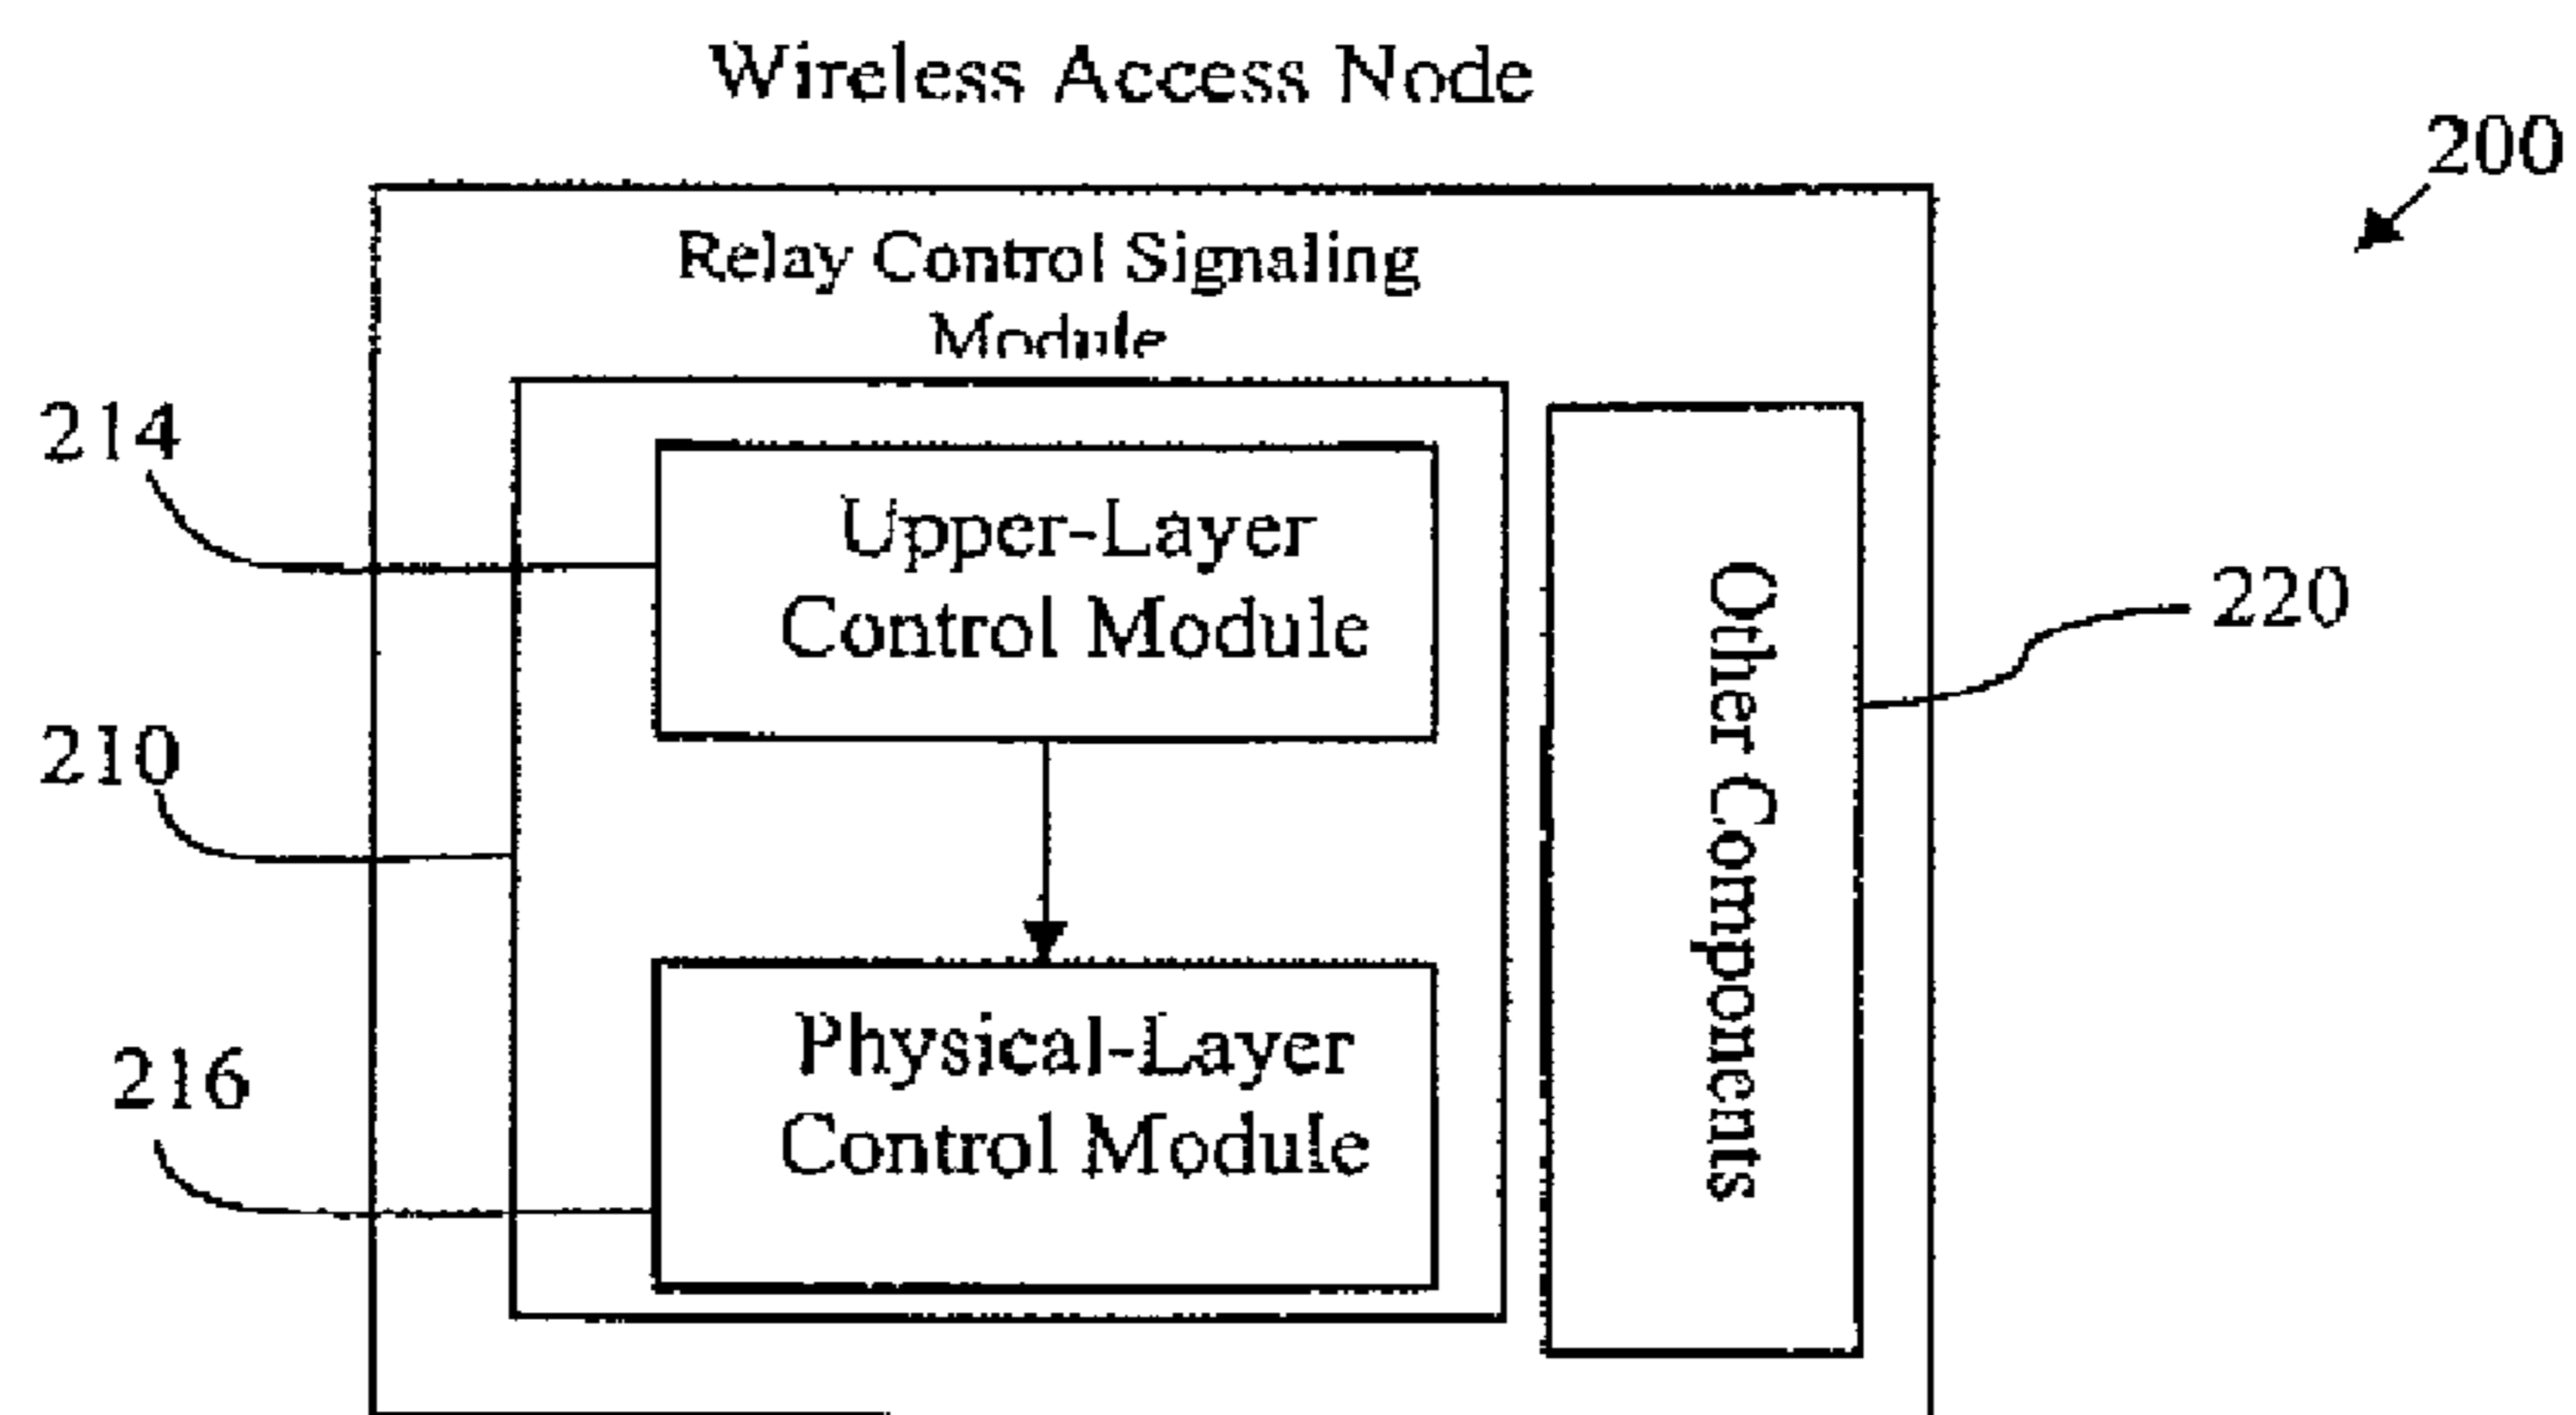 Wireless Access Node
200
Relay Control Signaling
Module
214
Upper-Layer
Control Module
220
Other Components
210
216
Physical-Layer
Control Module